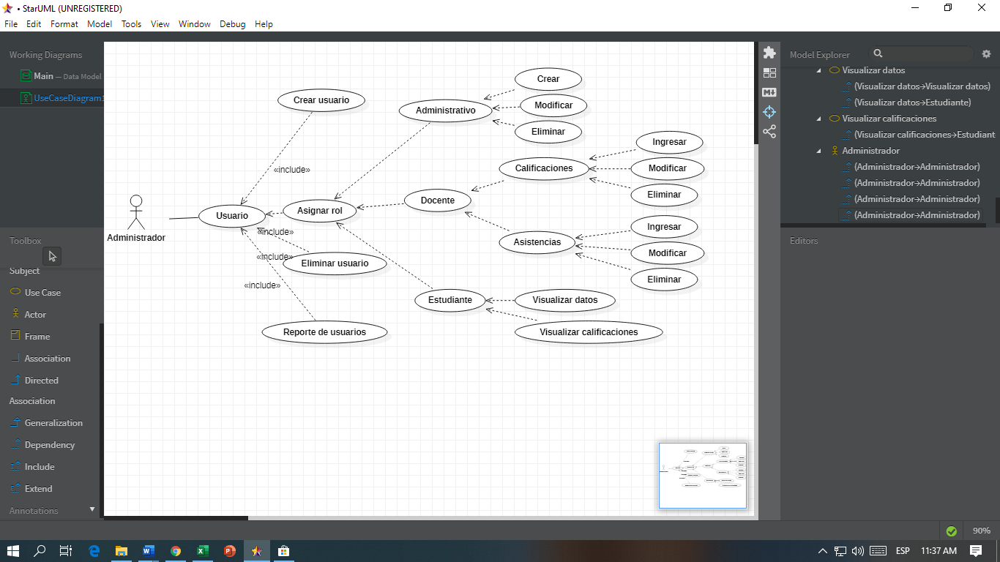 • StarUML (UNREGISTERED)
File Edit Format Model Tools View Window Debug Help
Working Diagrams
Main — Data Model
UseCaseDiagram1
Toolbox
Subject
Use Case
Actor
Frame
Association
Directed
Association
Generalization
Dependency
Include
Extend
Annotations
Administrador
Usuario
Crear usuario
«include»
Asignar rol
«include»
Eliminar usuario
«include»
«include»
Reporte de usuarios
Administrativo
Crear
Modificar
Eliminar
Docente
Calificaciones
Ingresar
Modificar
Eliminar
Asistencias
Ingresar
Modificar
Eliminar
Estudiante
Visualizar datos
Visualizar calificaciones
Model Explorer
Visualizar datos
(Visualizar datos→Visualizar datos)
(Visualizar datos→Estudiante)
Visualizar calificaciones
(Visualizar calificaciones→Estudiant
Administrador
(Administrador→Administrador)
(Administrador→Administrador)
(Administrador→Administrador)
(Administrador→Administrador)
Editors
90%
ESP 11:37 AM